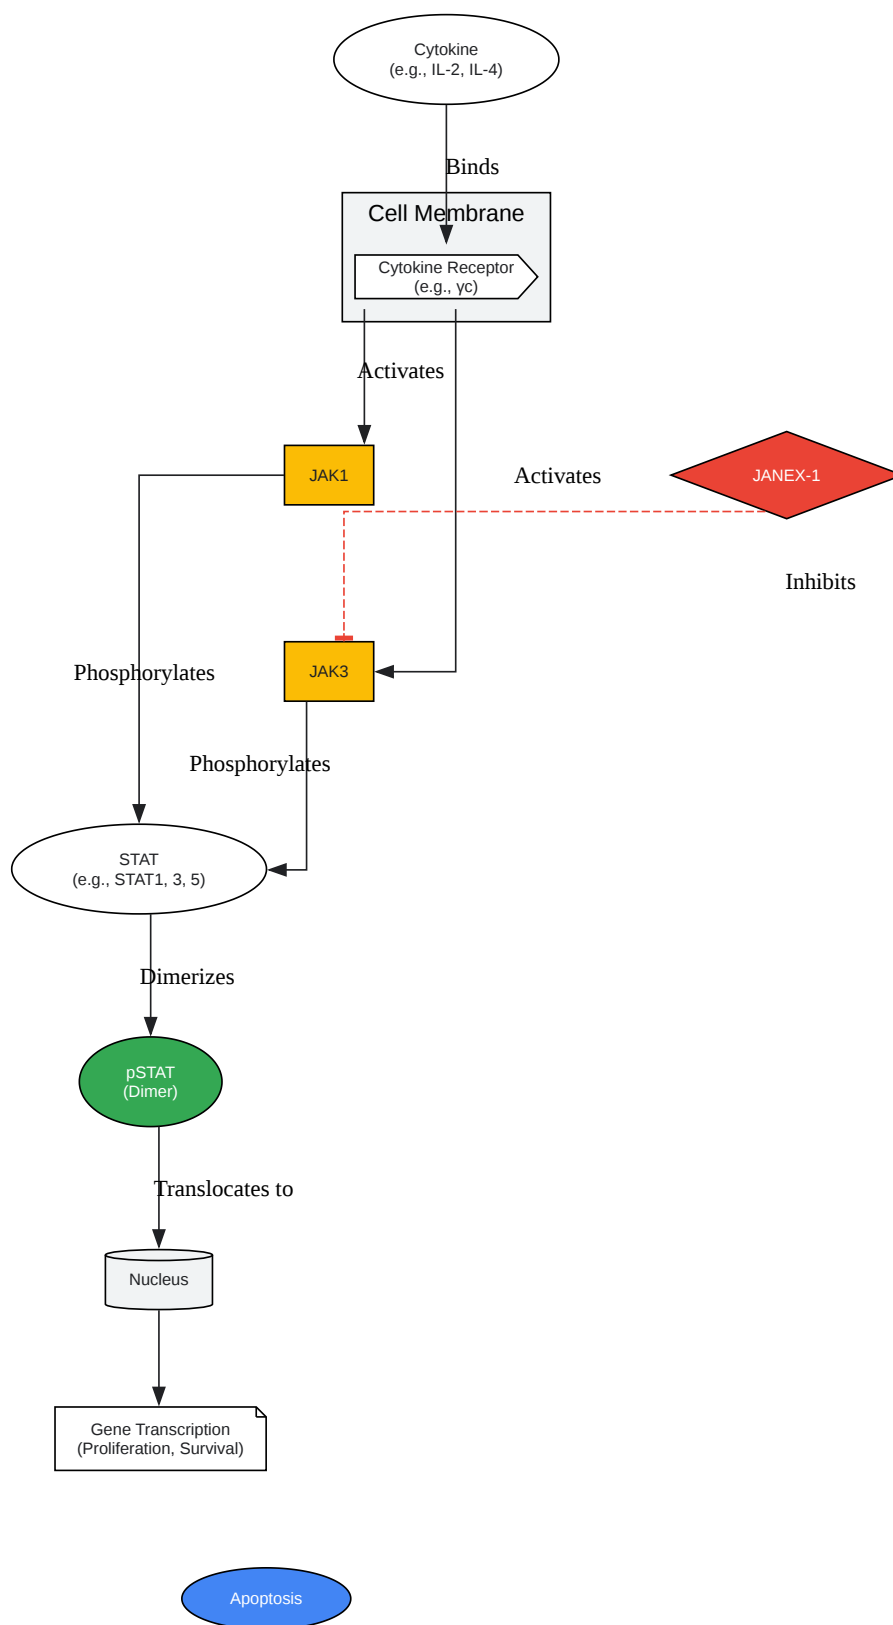 Cytokine
(e.g., IL-2, IL-4)
Binds
Cell Membrane
Cytokine Receptor
(e.g., γc)
Activates
JAK1
Activates
JANEX-1
Inhibits
Phosphorylates
JAK3
Phosphorylates
STAT
(e.g., STAT1, 3, 5)
Dimerizes
pSTAT
(Dimer)
Translocates to
Nucleus
Gene Transcription
(Proliferation, Survival)
Apoptosis